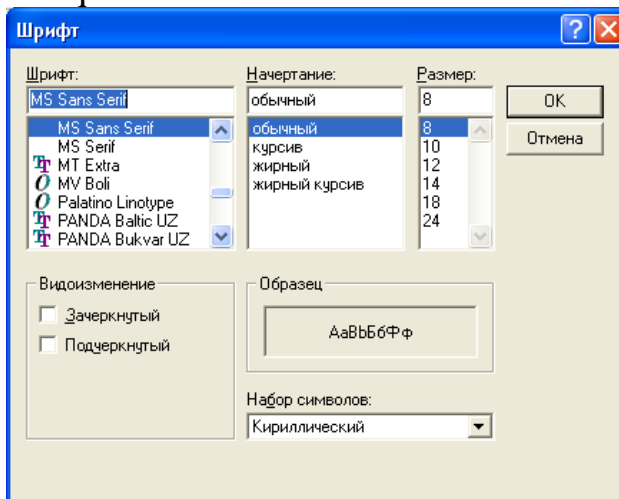 Шрифт
Шрифт:
MS Sans Serif
MS Sans Serif
MS Serif
MT Extra
MV Boli
Palatino Linotype
PANDA Baltic UZ
PANDA Bukvar UZ
Начертание:
обычный
обычный
курсив
жирный
жирный курсив
Размер:
8
8
10
12
14
18
24
OK
Отмена
Видоизменение
Зачеркнутый
Подчеркнутый
Образец
АаВЬБбФф
Набор символов:
Кириллический